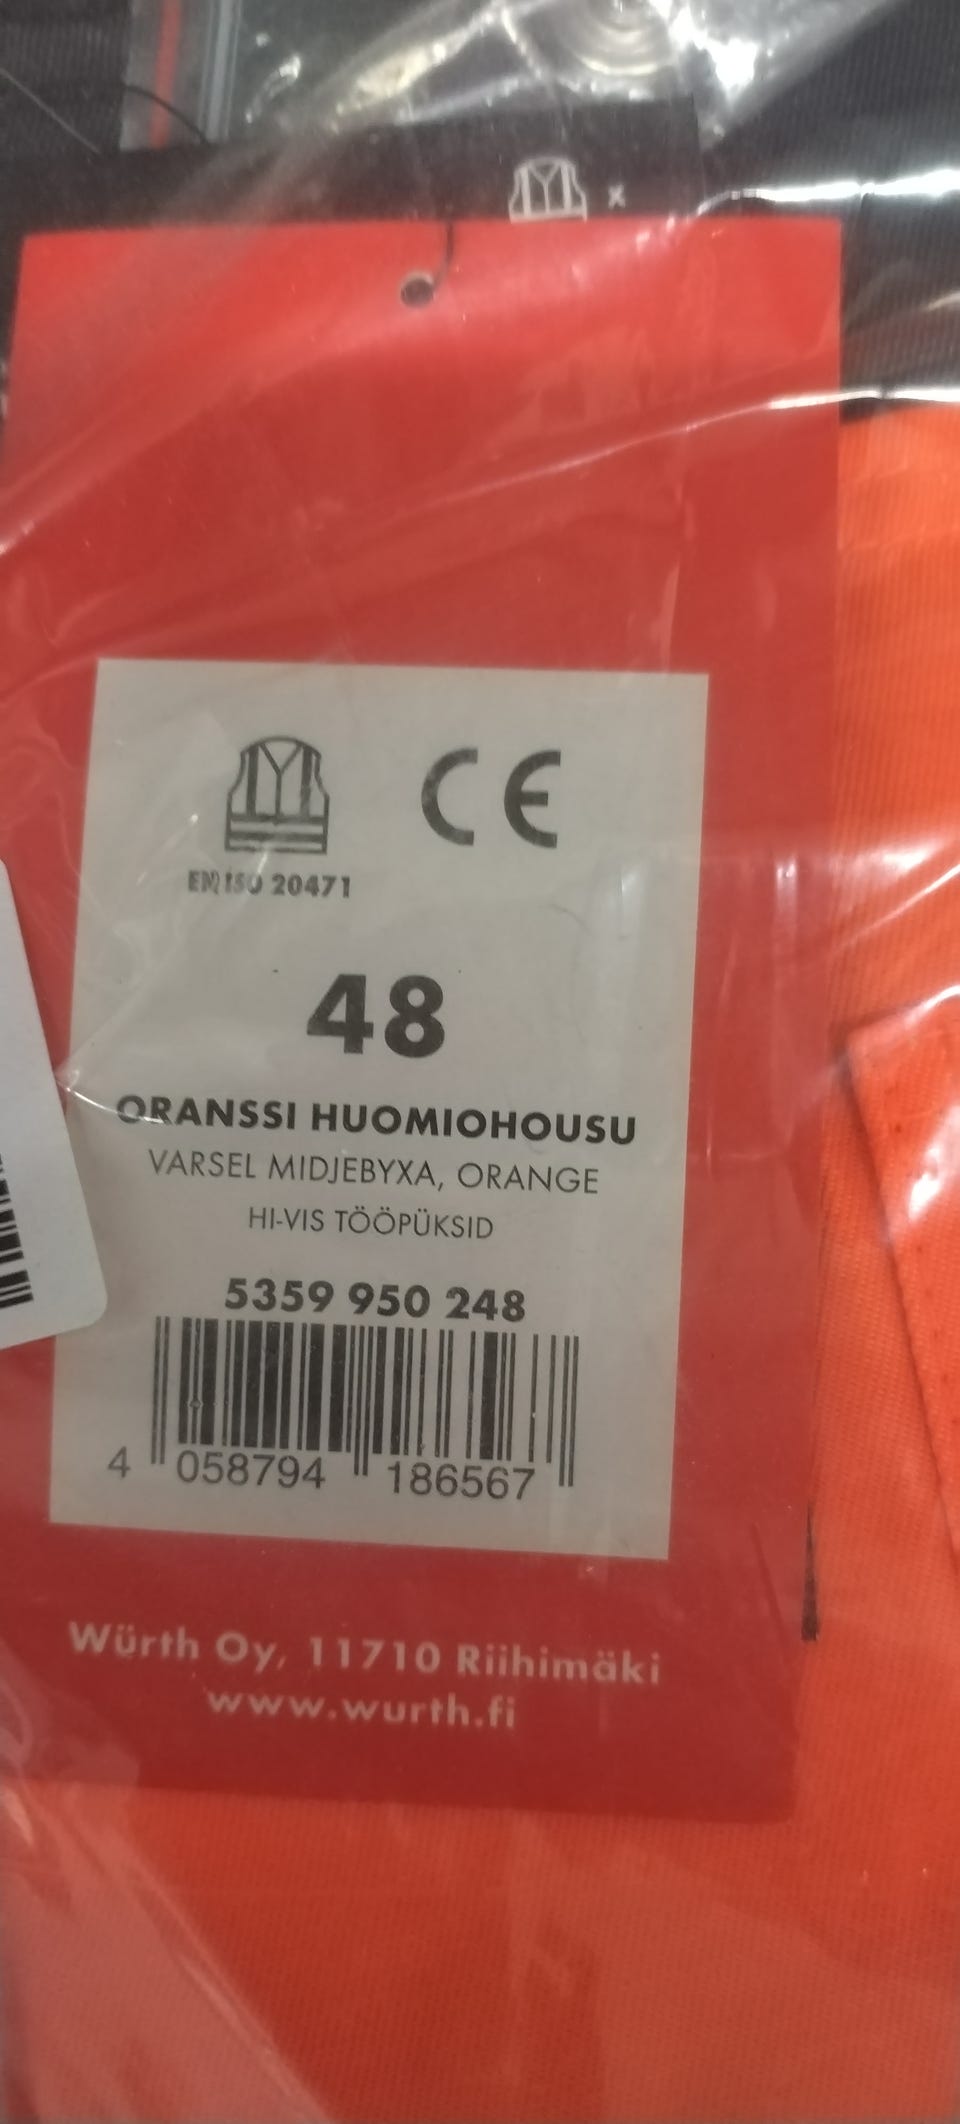 x
CE
EN ISO 20471
48
ORANSSI HUOMIOHOUSU
VARSEL MIDJEBYXA, ORANGE
HI-VIS TÖÖPÜKSID
5359 950 248
4 058794 186567
Würth Oy, 11710 Riihimäki
www.wurth.fi